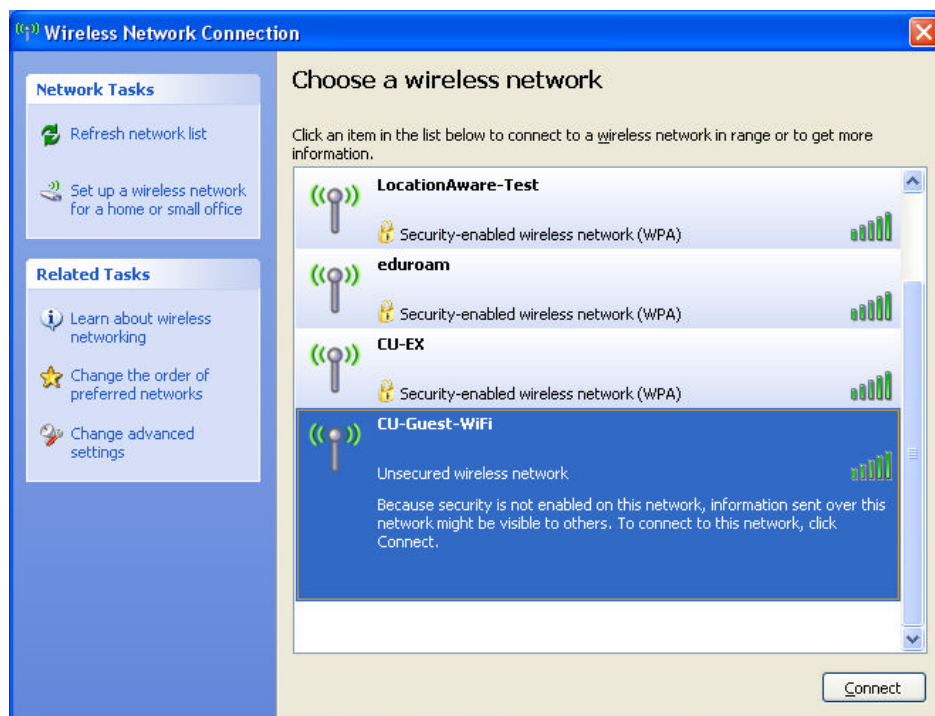 Wireless Network Connection
Network Tasks
Refresh network list
Set up a wireless network
for a home or small office
Related Tasks
Learn about wireless
networking
Change the order of
preferred networks
Change advanced
settings
Choose a wireless network
Click an item in the list below to connect to a wireless network in range or to get more
information.
LocationAware-Test
Security-enabled wireless network (WPA)
eduroam
Security-enabled wireless network (WPA)
CU-EX
Security-enabled wireless network (WPA)
CU-Guest-WiFi
Unsecured wireless network
Because security is not enabled on this network, information sent over this
network might be visible to others. To connect to this network, click
Connect.
Connect